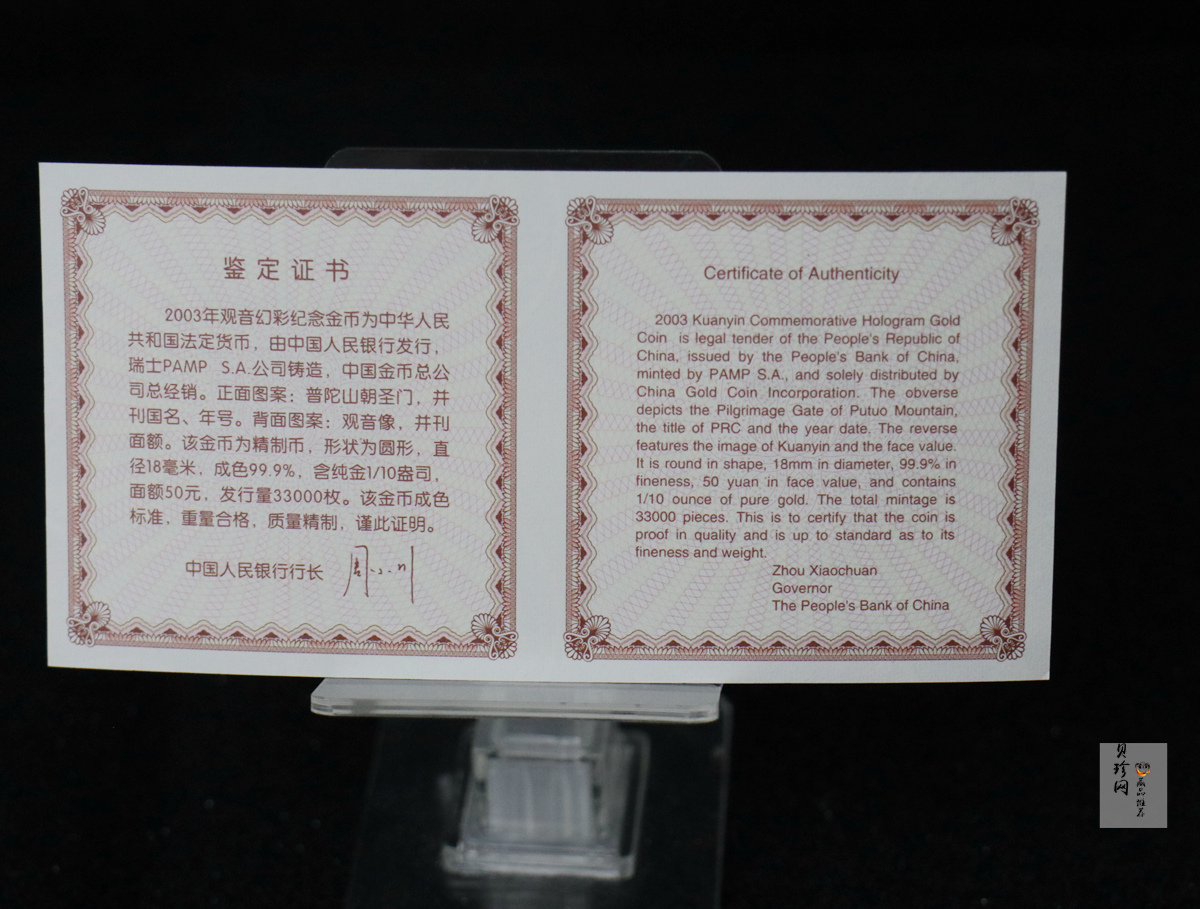 鉴定证书
2003年观音幻彩纪念金币为中华人民
共和国法定货币，由中国人民银行发行，
瑞士PAMP S.A.公司铸造，中国金币总公
司总经销。正面图案：普陀山朝圣门，并
刊国名、年号。背面图案：观音像，并刊
面额。该金币为精制币，形状为圆形，直
径18毫米，成色99.9%，含纯金1/10盎司，
面额50元，发行量33000枚。该金币成色
标准，重量合格，质量精制，谨此证明。
中国人民银行行长 周小川
Certificate of Authenticity
2003 Kuanyin Commemorative Hologram Gold
Coin is legal tender of the People's Republic of
China, issued by the People's Bank of China,
minted by PAMP S.A., and solely distributed by
China Gold Coin Incorporation. The obverse
depicts the Pilgrimage Gate of Putuo Mountain,
the title of PRC and the year date. The reverse
features the image of Kuanyin and the face value.
It is round in shape, 18mm in diameter, 99.9% in
fineness, 50 yuan in face value, and contains
1/10 ounce of pure gold. The total mintage is
33000 pieces. This is to certify that the coin is
proof in quality and is up to standard as to its
fineness and weight.
Zhou Xiaochuan
Governor
The People's Bank of China
贝珍网
藏品推荐